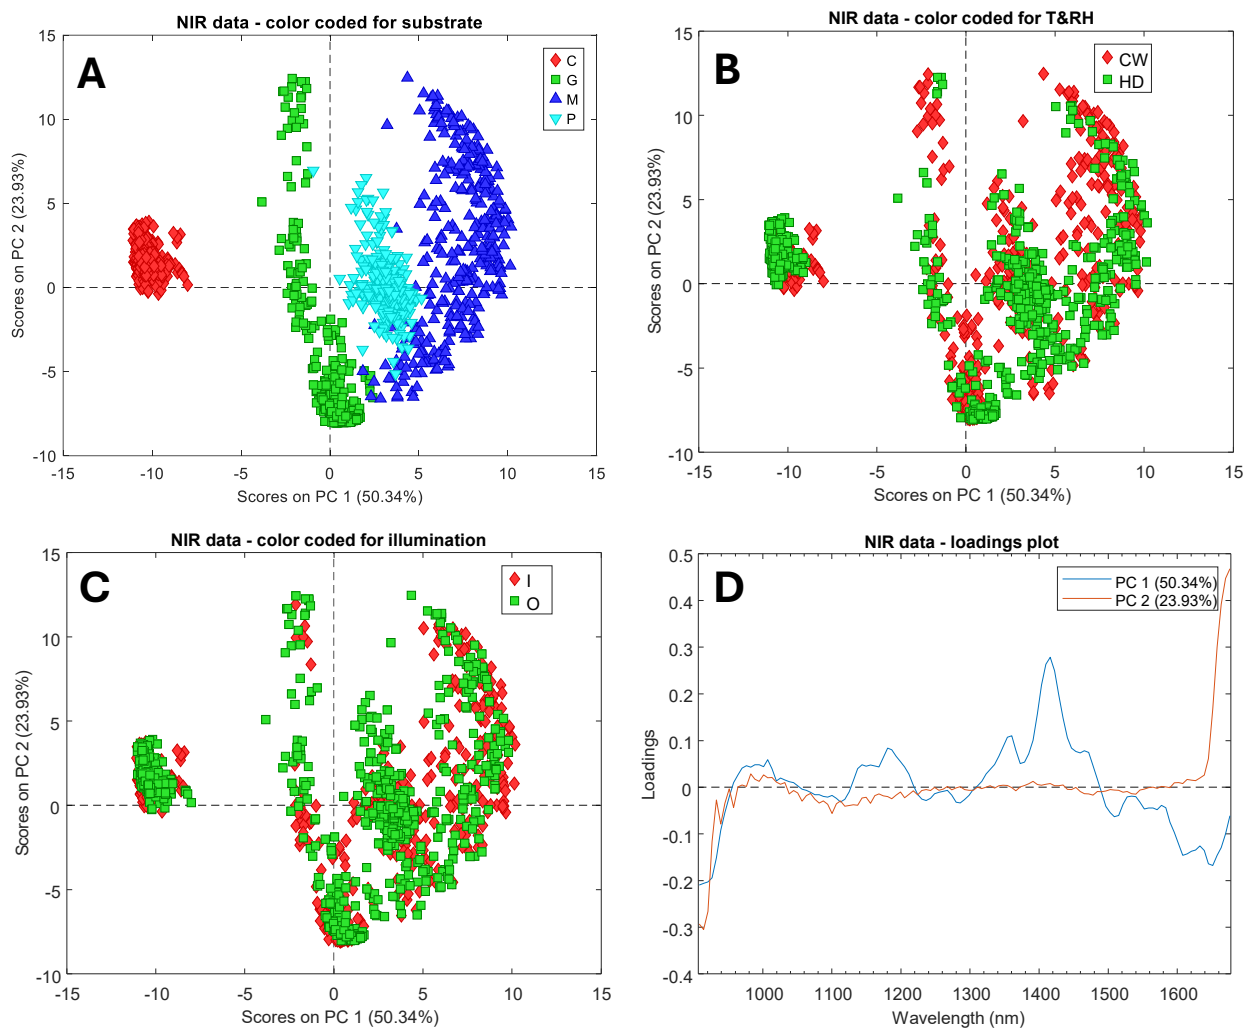 NIR data - color coded for substrate
A
C
G
M
P
15
10
5
0
-5
-10
-15
-10
-5
0
5
10
15
Scores on PC 2 (23.93%)
Scores on PC 1 (50.34%)
NIR data - color coded for T&RH
B
CW
HD
15
10
5
0
-5
-10
-15
-10
-5
0
5
10
15
Scores on PC 2 (23.93%)
Scores on PC 1 (50.34%)
NIR data - color coded for illumination
C
I
O
15
10
5
0
-5
-10
-15
-10
-5
0
5
10
15
Scores on PC 2 (23.93%)
Scores on PC 1 (50.34%)
NIR data - loadings plot
D
PC 1 (50.34%)
PC 2 (23.93%)
0.5
0.4
0.3
0.2
0.1
0
-0.1
-0.2
-0.3
-0.4
1000
1100
1200
1300
1400
1500
1600
Loadings
Wavelength (nm)